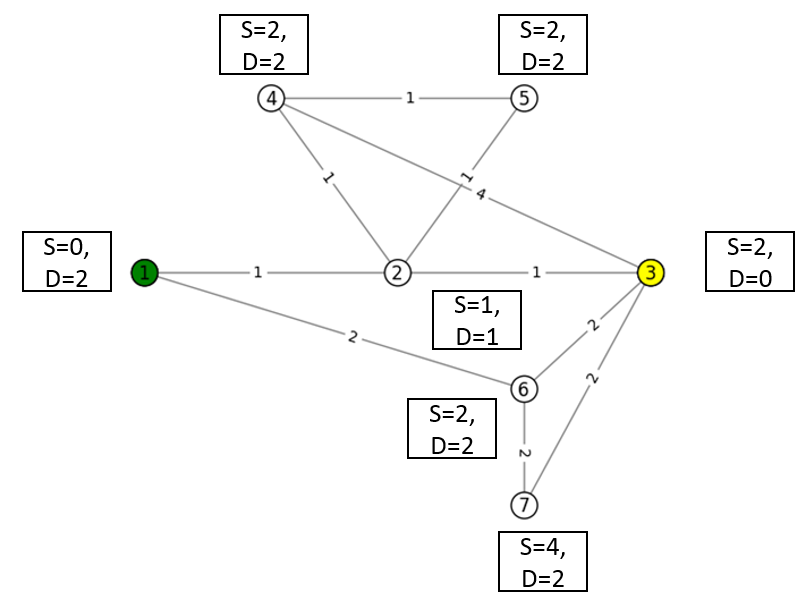 S=2,
D=2
S=2,
D=2
4
1
5
1
1
4
S=0,
D=2
1
1
2
1
3
S=2,
D=0
S=1,
D=1
2
2
2
6
S=2,
D=2
2
7
S=4,
D=2